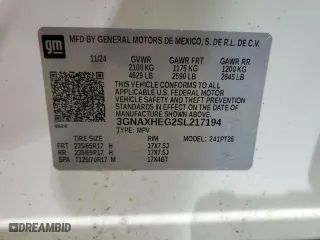 gm
MFD BY GENERAL MOTORS DE MEXICO, S. DE R.L. DE C.V.
11/24 GVWR GAWR FRT GAWR RR
2100 KG 1175 KG 1200 KG
4629 LB 2590 LB 2645 LB
THIS VEHICLE CONFORMS TO ALL APPLICABLE
U.S. FEDERAL MOTOR VEHICLE SAFETY, BUMPER, AND THEFT
PREVENTION STANDARDS IN EFFECT ON THE DATE OF
MANUFACTURE SHOWN ABOVE.
3GNAXHEG2SL217194
TYPE: MPV MODEL: 241PT26
TIRE SIZE RIM
FRT 235/65R17 H 17X7.5J
RR 235/65R17 H 17X7.5J
SPA T125/70R17 M 17X4BT